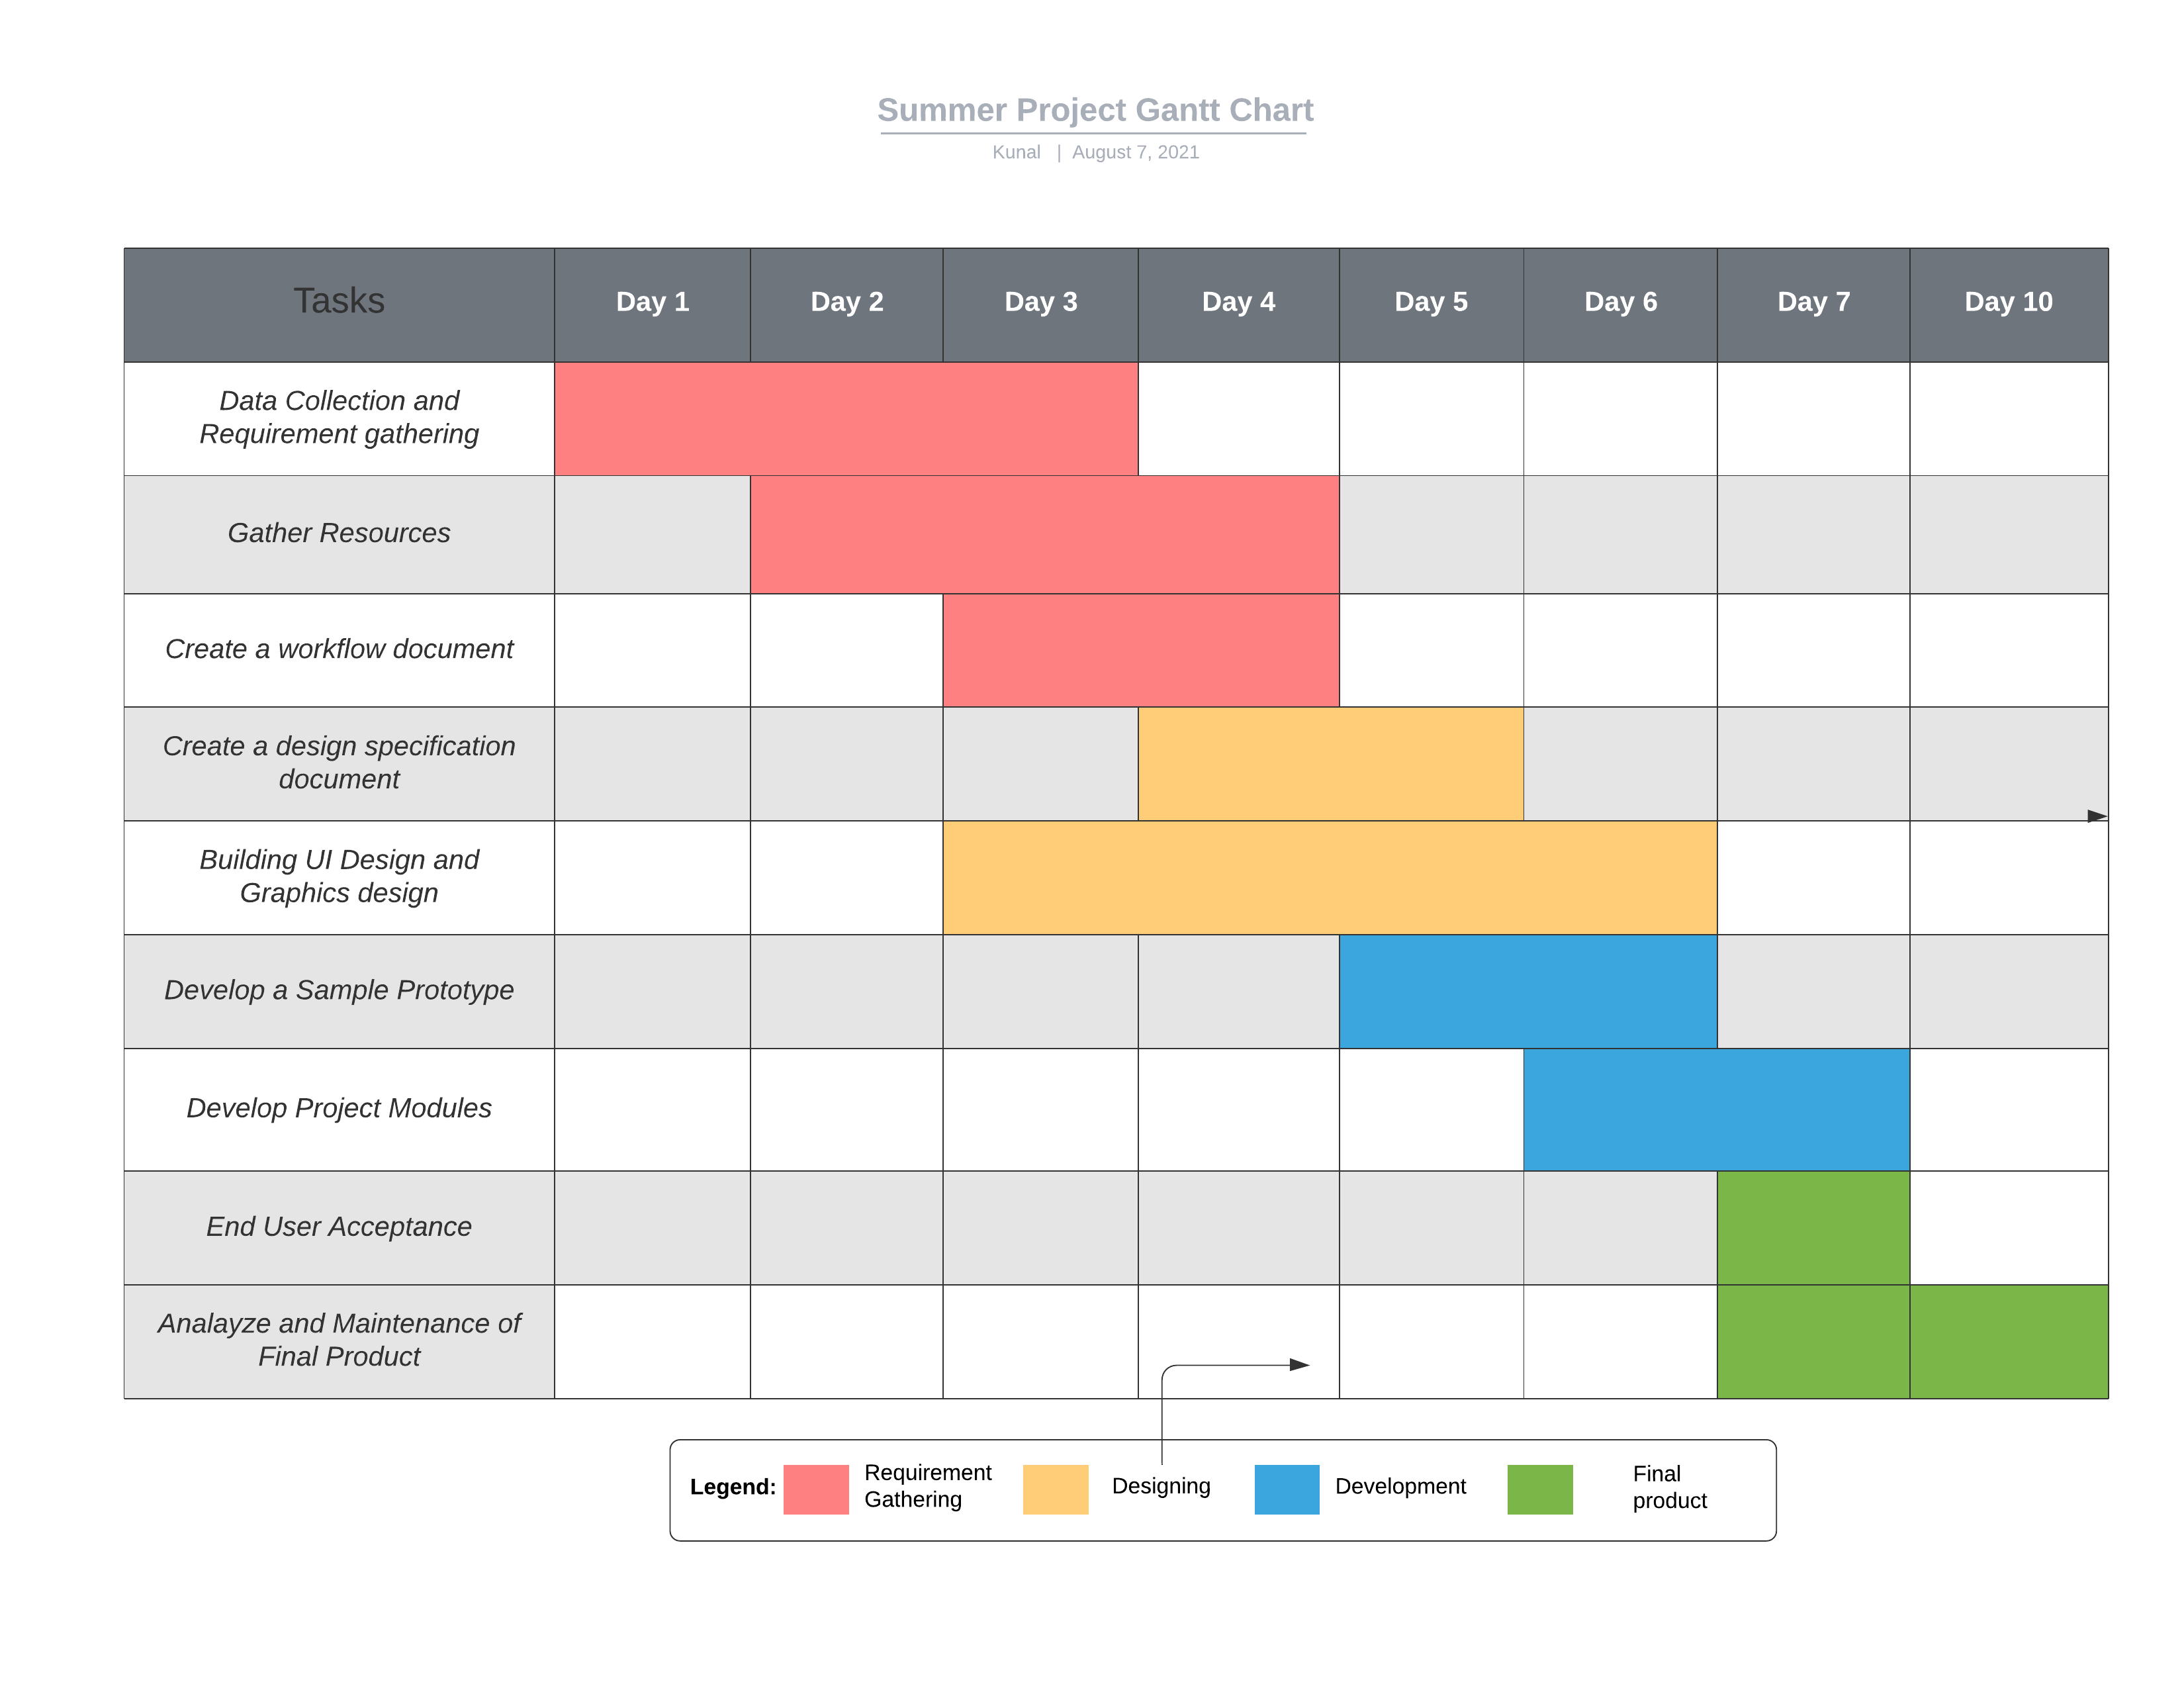 Summer Project Gantt Chart
Kunal | August 7, 2021
Tasks Day 1 Day 2 Day 3 Day 4 Day 5 Day 6 Day 7 Day 10
Data Collection and
Requirement gathering
Gather Resources
Create a workflow document
Create a design specification
document
Building UI Design and
Graphics design
Develop a Sample Prototype
Develop Project Modules
End User Acceptance
Analayze and Maintenance of
Final Product
Legend:
Requirement
Gathering
Designing
Development
Final
product